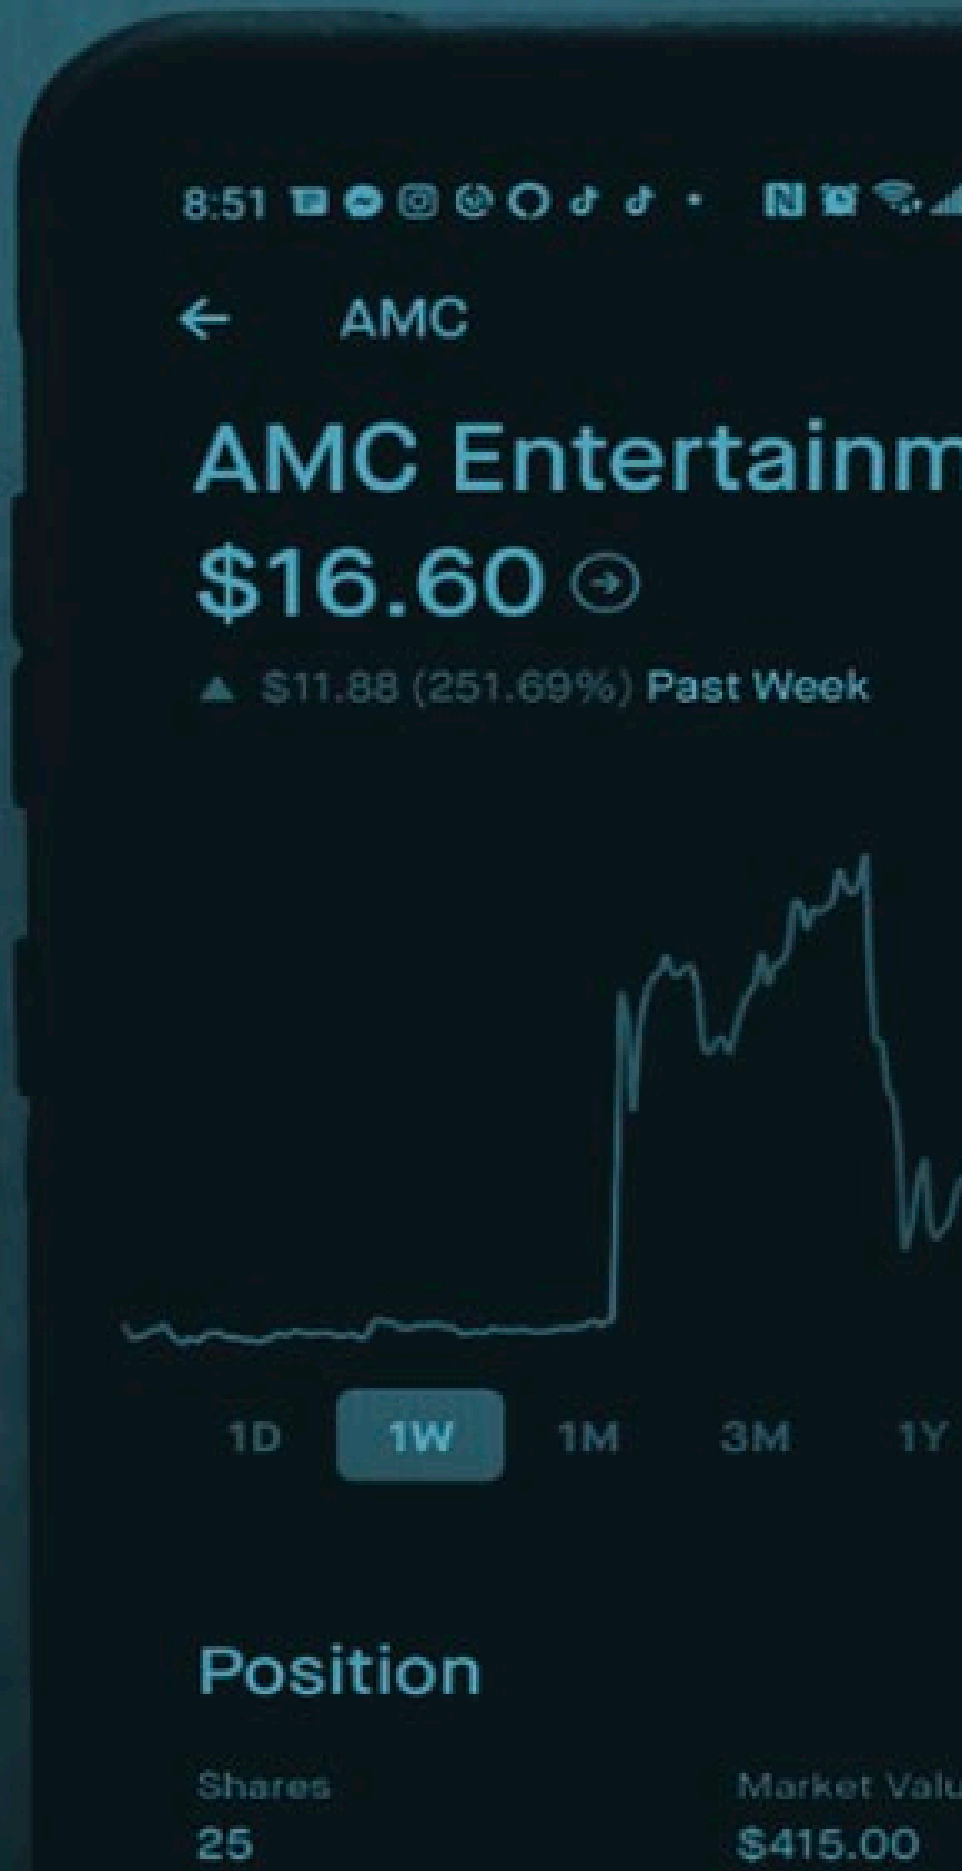 8:51
AMC
AMC Entertainm
$16.60
▲ $11.88 (251.69%) Past Week
1D 1W 1M 3M 1Y
Position
Shares Market Valu
25 $415.00